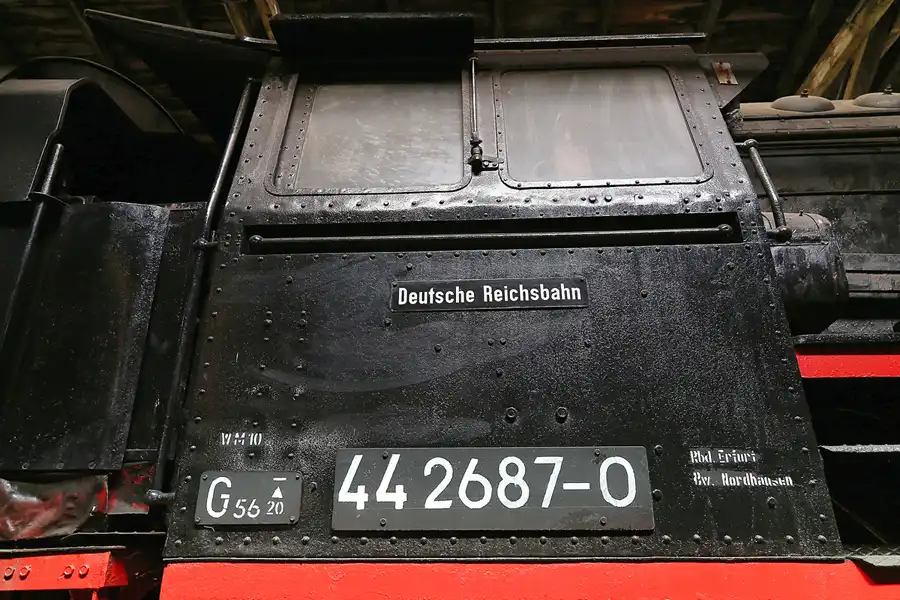 Deutsche Reichsbahn
WM10
G 56 20
44 2687-0
Rbd. Erfurt
Bw. Nordhausen